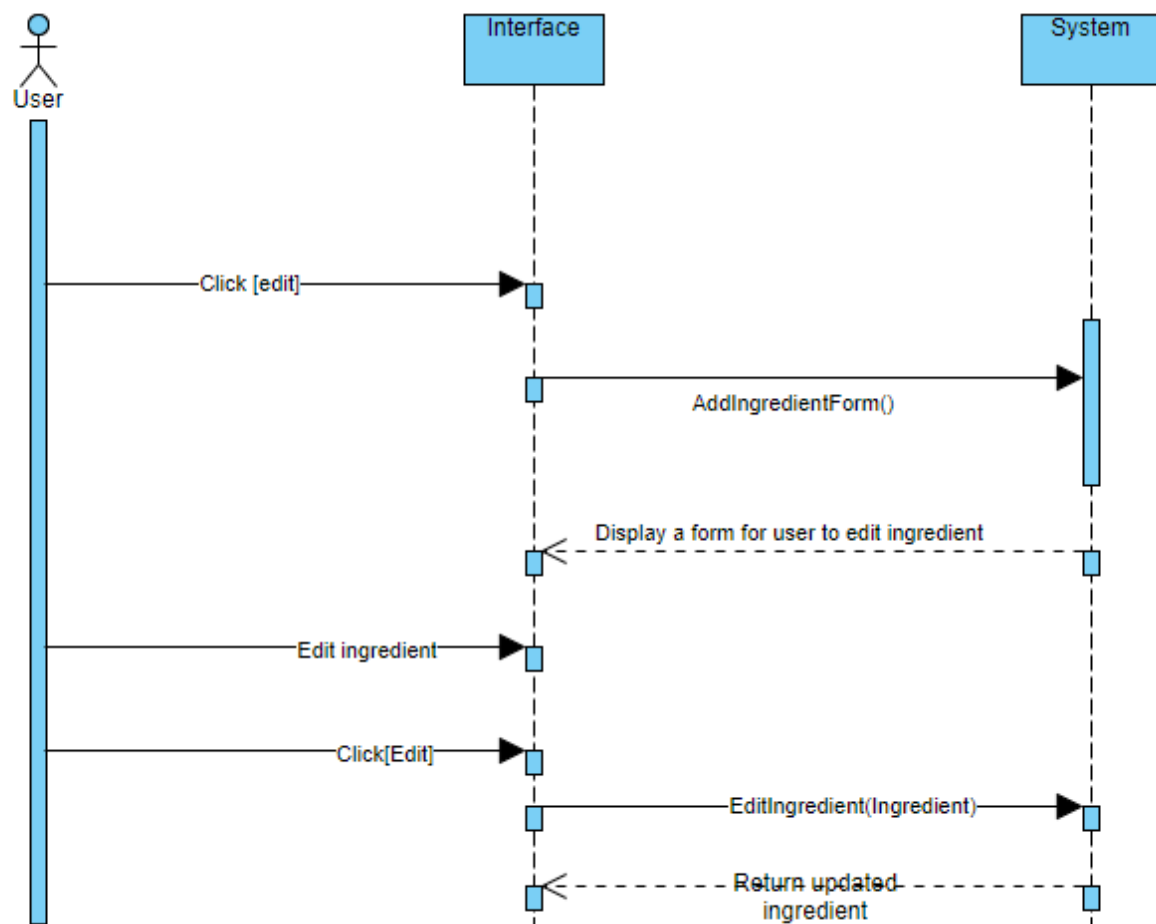 User
Interface
System
Click [edit]
AddIngredientForm()
Display a form for user to edit ingredient
Edit ingredient
Click[Edit]
EditIngredient(Ingredient)
Return updated
ingredient